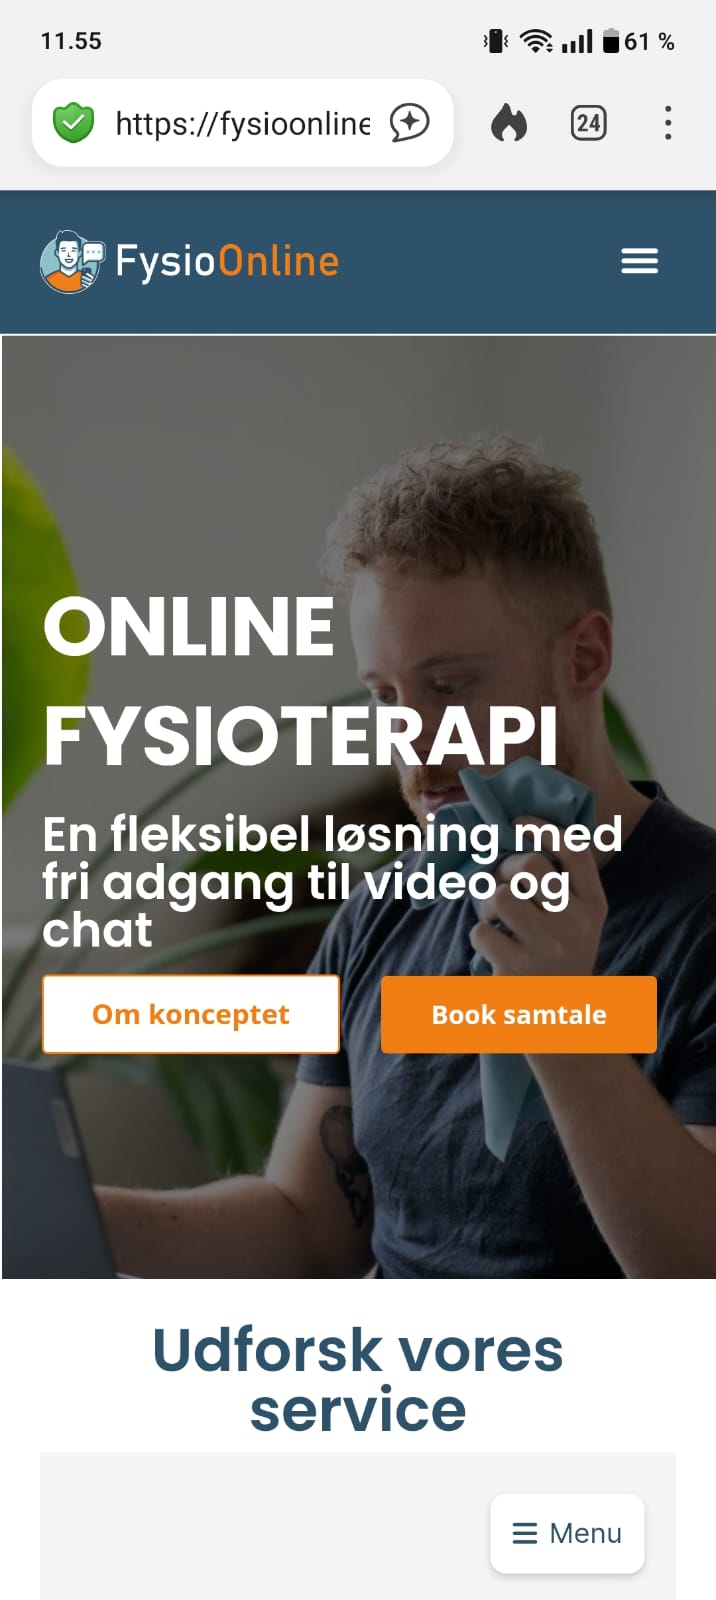 11.55
61 %
https://fysioonline
24
FysioOnline
ONLINE
FYSIOTERAPI
En fleksibel løsning med
fri adgang til video og
chat
Om konceptet
Book samtale
Udforsk vores
service
Menu